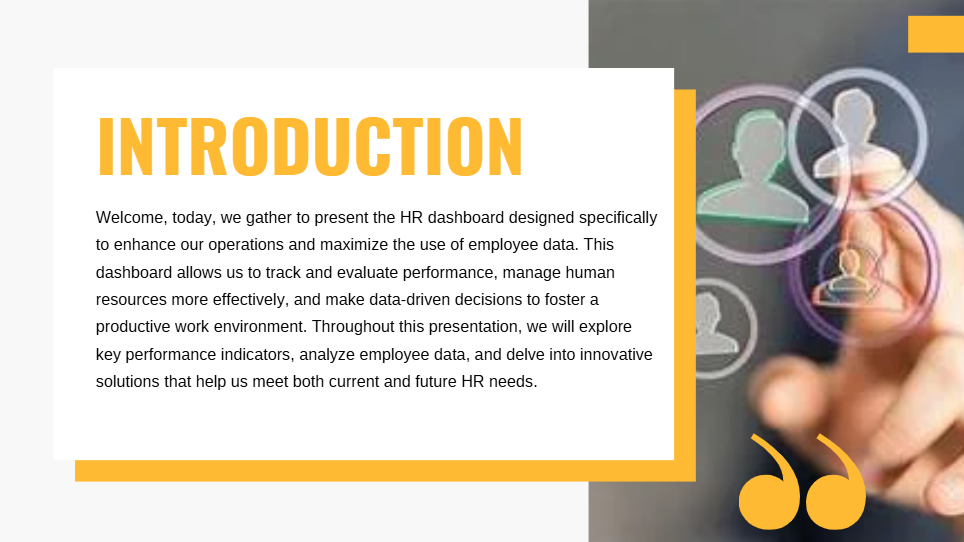 INTRODUCTION
Welcome, today, we gather to present the HR dashboard designed specifically
to enhance our operations and maximize the use of employee data. This
dashboard allows us to track and evaluate performance, manage human
resources more effectively, and make data-driven decisions to foster a
productive work environment. Throughout this presentation, we will explore
key performance indicators, analyze employee data, and delve into innovative
solutions that help us meet both current and future HR needs.